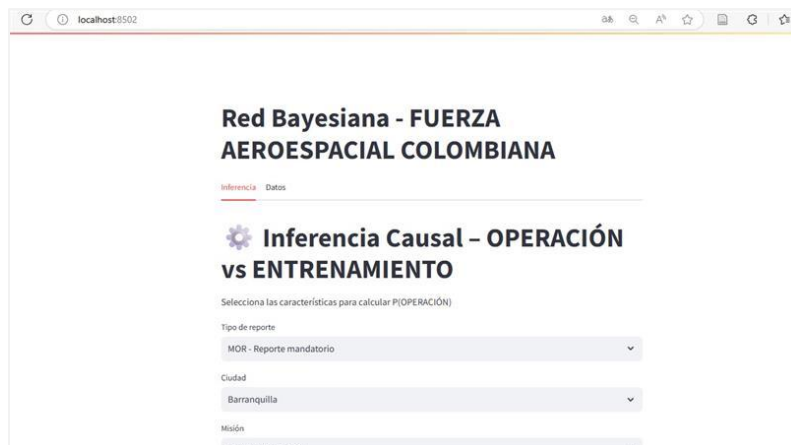 localhost:8502
Red Bayesiana - FUERZA
AEROESPACIAL COLOMBIANA
Inferencia Datos
Inferencia Causal – OPERACIÓN
vs ENTRENAMIENTO
Selecciona las características para calcular P(OPERACIÓN)
Tipo de reporte
MOR - Reporte mandatorio
Ciudad
Barranquilla
Misión